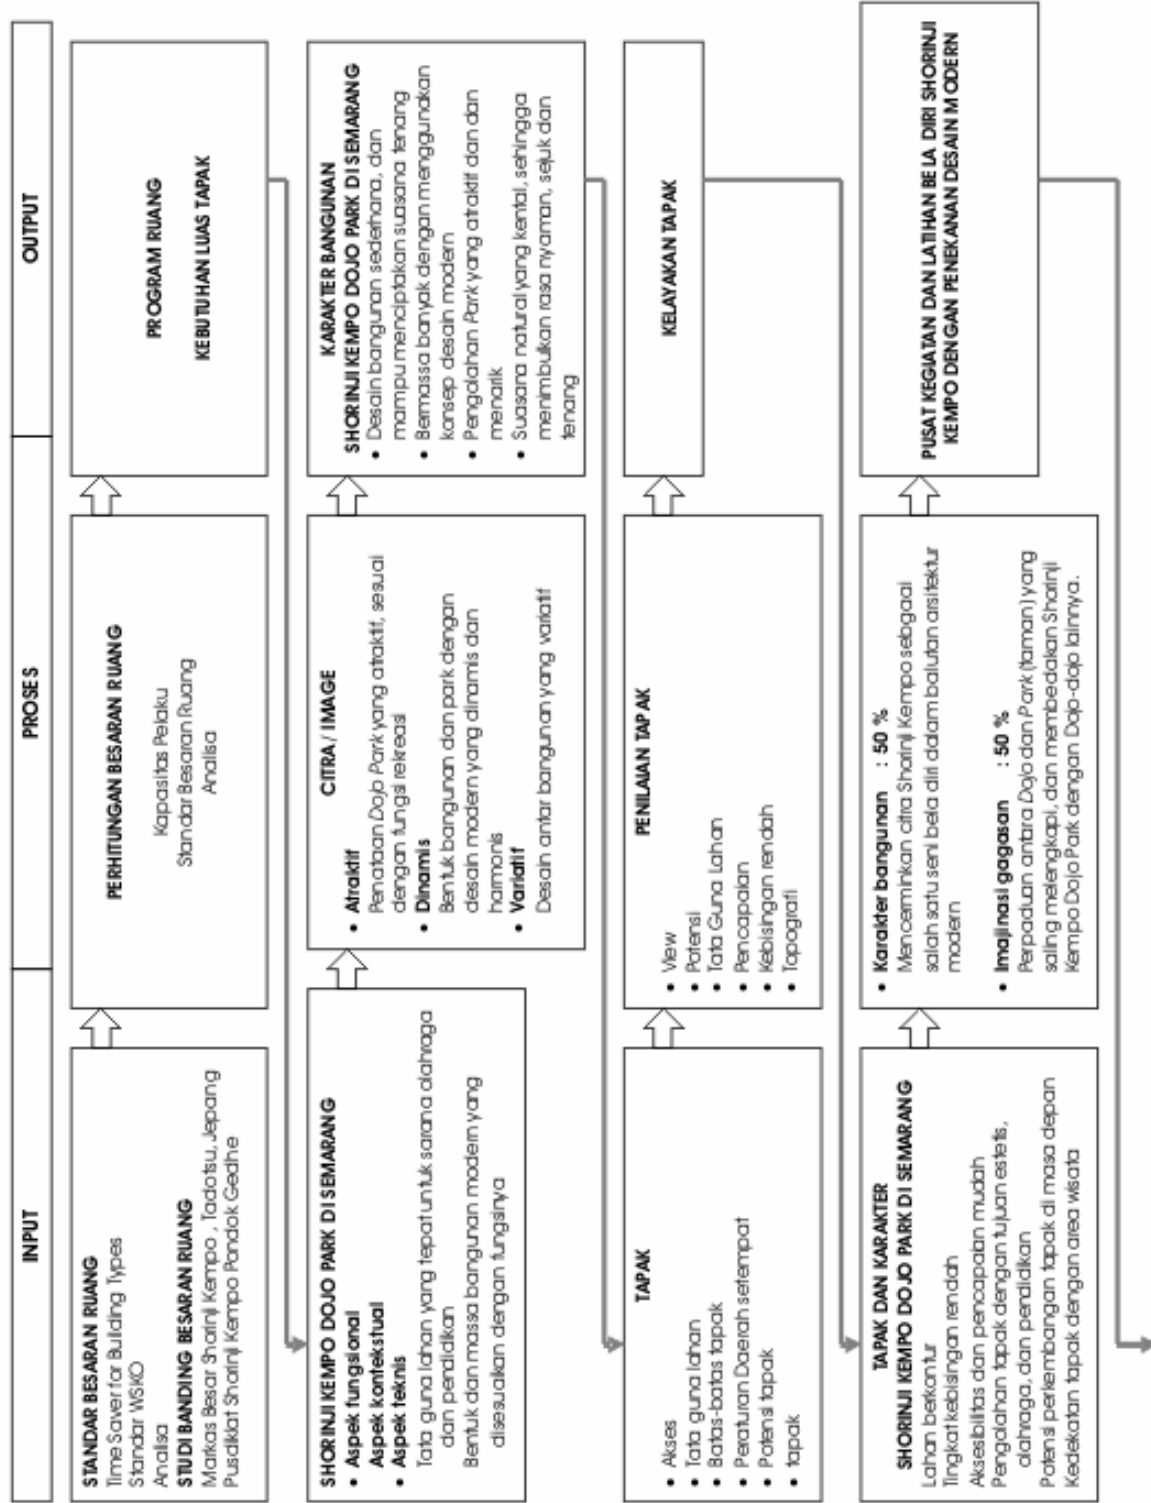 INPUT
PROSES
OUTPUT
STANDAR BESARAN RUANG
Time Saver for Building Types
Standar WSKO
Analisa
STUDI BANDING BESARAN RUANG
Markas Besar Shorinji Kempo , Tadotsu, Jepang
Pusdiklat Shorinji Kempo Pondok Gedhe
PERHITUNGAN BESARAN RUANG
Kapasitas Pelaku
Standar Besaran Ruang
Analisa
PROGRAM RUANG
KEBUTUHAN LUAS TAPAK
SHORINJI KEMPO DOJO PARK DI SEMARANG
• Aspek fungsional
Aspek kontekstual
• Aspek teknis
Tata guna lahan yang tepat untuk sarana olahraga
dan pendidikan
Bentuk dan massa bangunan modern yang
disesuaikan dengan fungsinya
CITRA / IMAGE
• Atraktif
Penataan Dojo Park yang atraktif, sesuai
dengan fungsi rekreasi
• Dinamis
Bentuk bangunan dan park dengan
desain modern yang dinamis dan
harmonis
• Variatif
Desain antar bangunan yang variatif
KARAKTER BANGUNAN
SHORINJI KEMPO DOJO PARK DI SEMARANG
• Desain bangunan sederhana, dan
mampu menciptakan suasana tenang
• Bermassa banyak dengan menggunakan
konsep desain modern
• Pengolahan Park yang atraktif dan dan
menarik
• Suasana natural yang kental, sehingga
menimbulkan rasa nyaman, sejuk dan
tenang
TAPAK
• Akses
• Tata guna lahan
• Batas-batas tapak
• Peraturan Daerah setempat
• Potensi tapak
• tapak
PENILAIAN TAPAK
• View
• Potensi
• Tata Guna Lahan
• Pencapaian
• Kebisingan rendah
• Topografi
KELAYAKAN TAPAK
TAPAK DAN KARAKTER
SHORINJI KEMPO DOJO PARK DI SEMARANG
Lahan berkontur
Tingkat kebisingan rendah
Aksesibilitas dan pencapaian mudah
Pengolahan tapak dengan tujuan estetis,
olahraga, dan pendidikan
Potensi perkembangan tapak di masa depan
Kedekatan tapak dengan area wisata
• Karakter bangunan : 50 %
Mencerminkan citra Shorinji Kempo sebagaai
salah satu seni bela diri dalam balutan arsitektur
modern
• Imajinasi gagasan : 50 %
Perpaduan antara Dojo dan Park (taman) yang
saling melengkapi, dan membedakan Shorinji
Kempo Dojo Park dengan Dojo-dojo lainnya.
PUSAT KEGIATAN DAN LATIHAN BELA DIRI SHORINJI
KEMPO DENGAN PENEKANAN DESAIN MODERN